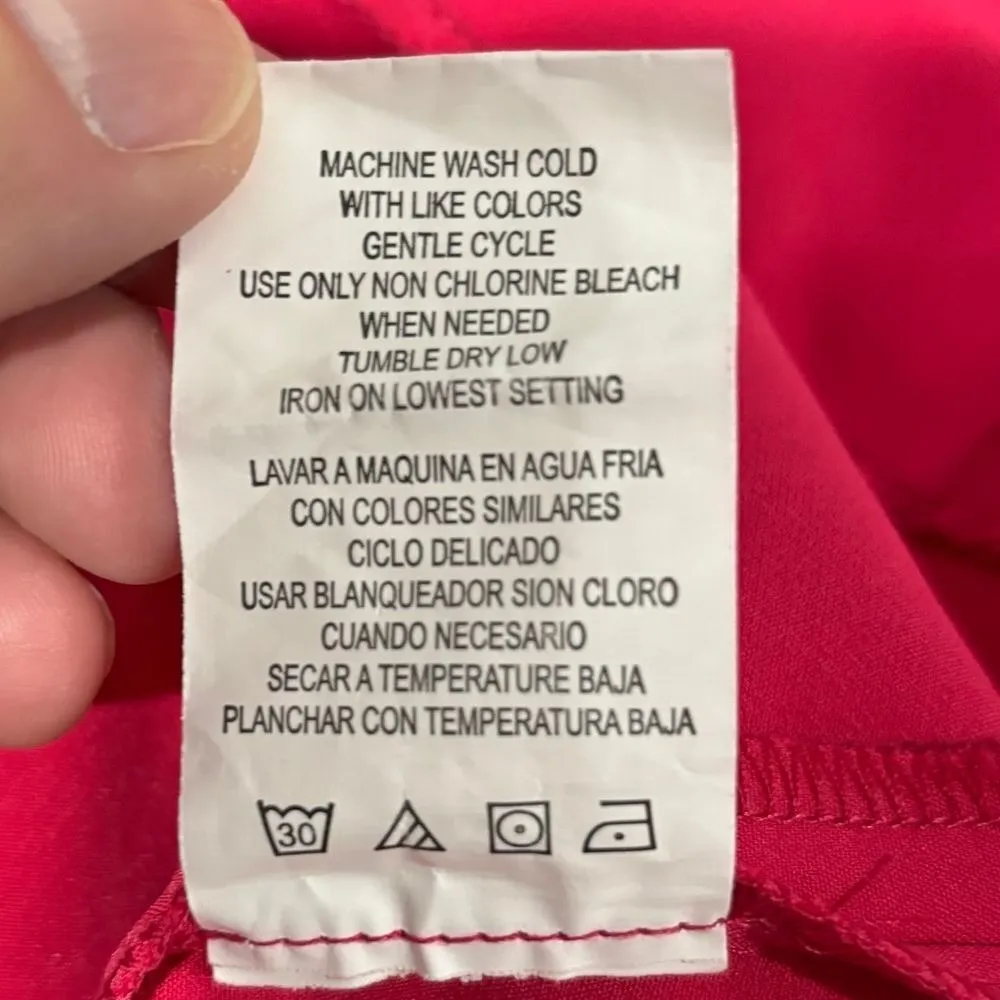 MACHINE WASH COLD
WITH LIKE COLORS
GENTLE CYCLE
USE ONLY NON CHLORINE BLEACH
WHEN NEEDED
TUMBLE DRY LOW
IRON ON LOWEST SETTING
LAVAR A MAQUINA EN AGUA FRIA
CON COLORES SIMILARES
CICLO DELICADO
USAR BLANQUEADOR SION CLORO
CUANDO NECESARIO
SECAR A TEMPERATURE BAJA
PLANCHAR CON TEMPERATURA BAJA
30